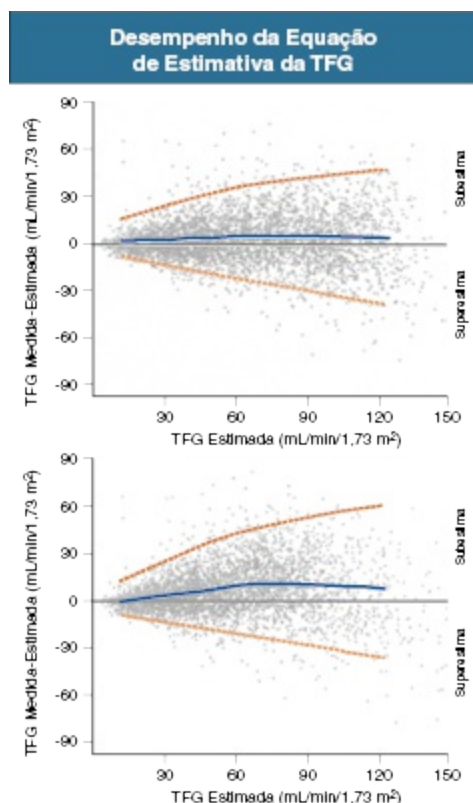 Desempenho da Equação
de Estimativa da TFG
TFG Medida-Estimada (mL/min/1,73 m²)
90
60
30
0
-30
-60
-90
Subestima
Superestima
30 60 90 120 150
TFG Estimada (mL/min/1,73 m²)
TFG Medida-Estimada (mL/min/1,73 m²)
90
60
30
0
-30
-60
-90
Subestima
Superestima
30 60 90 120 150
TFG Estimada (mL/min/1,73 m²)